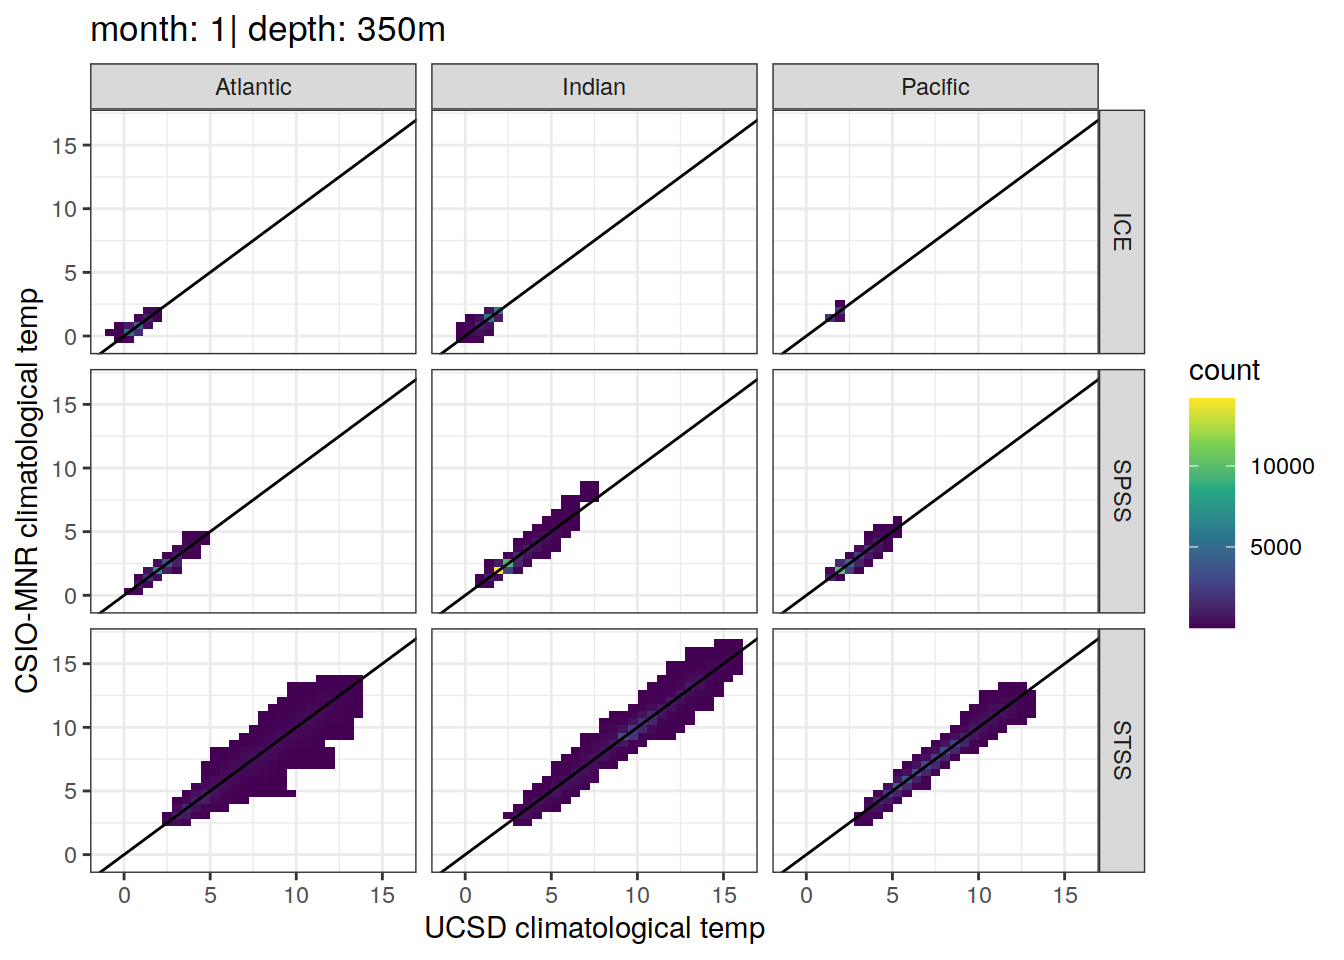 month: 1| depth: 350m
Atlantic
Indian
Pacific
15
10
5
0
ICE
15
10
5
0
SPSS
15
10
5
0
STSS
0 5 10 15
0 5 10 15
0 5 10 15
UCSD climatological temp
CSIO-MNR climatological temp
count
10000
5000